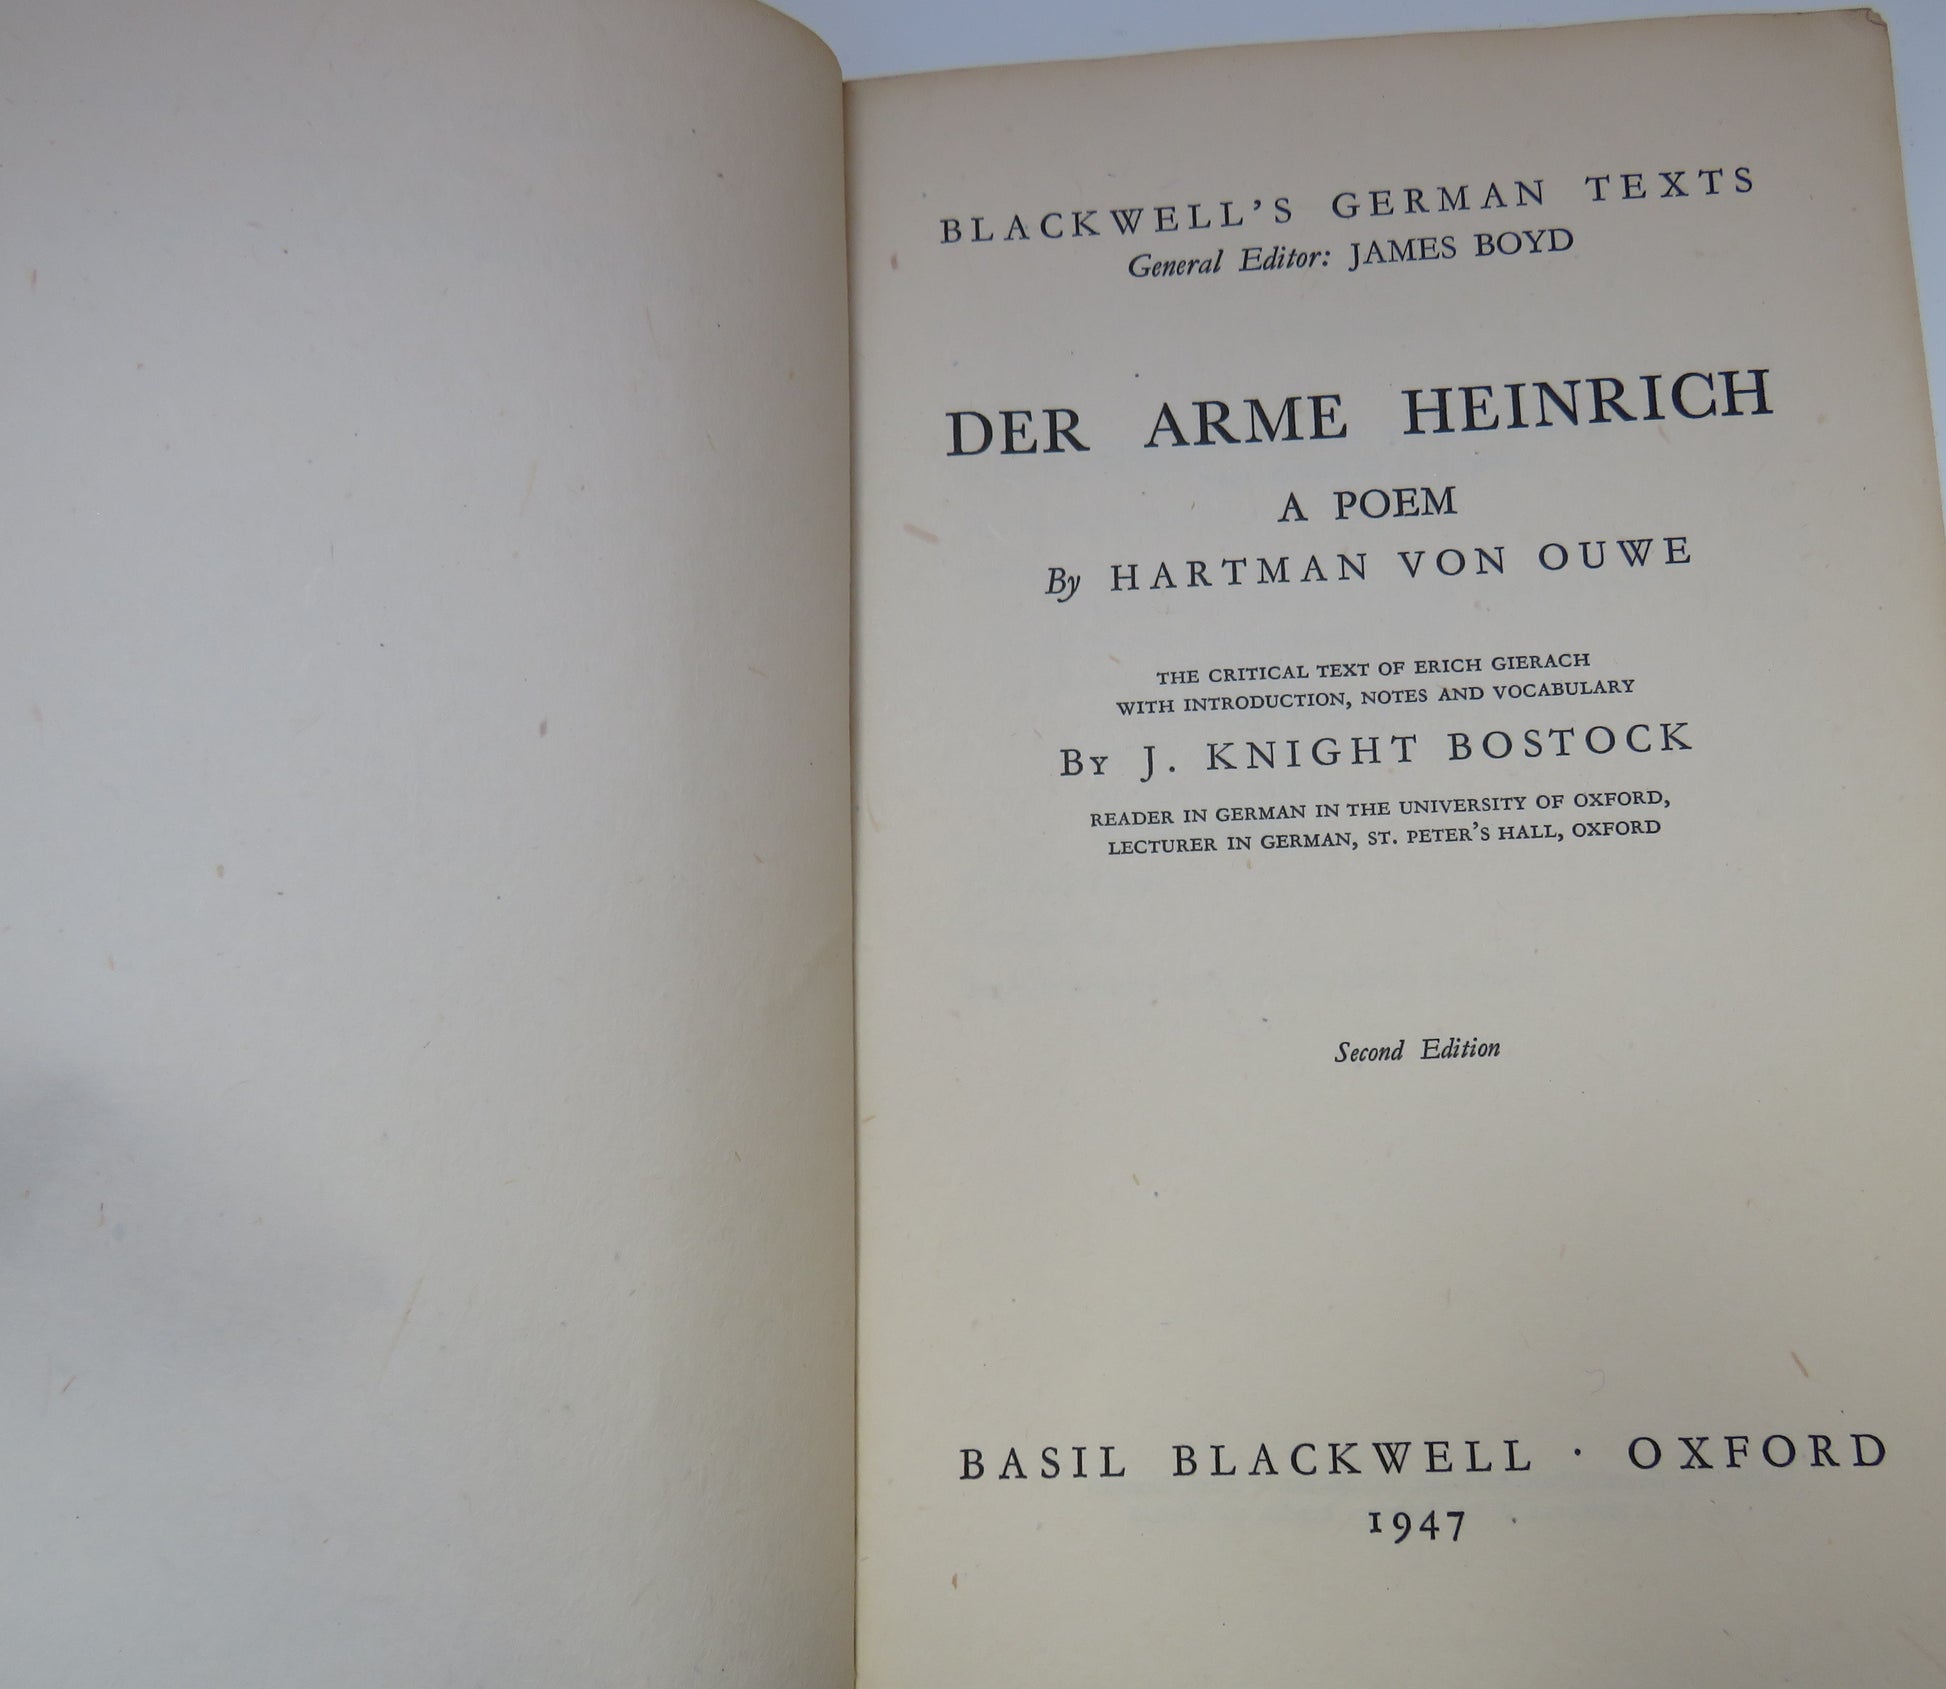 BLACKWELL'S GERMAN TEXTS
General Editor: JAMES BOYD
DER ARME HEINRICH
A POEM
By HARTMAN VON OUWE
THE CRITICAL TEXT OF ERICH GIERACH
WITH INTRODUCTION, NOTES AND VOCABULARY
By J. KNIGHT BOSTOCK
READER IN GERMAN IN THE UNIVERSITY OF OXFORD,
LECTURER IN GERMAN, ST. PETER'S HALL, OXFORD
Second Edition
BASIL BLACKWELL · OXFORD
1947